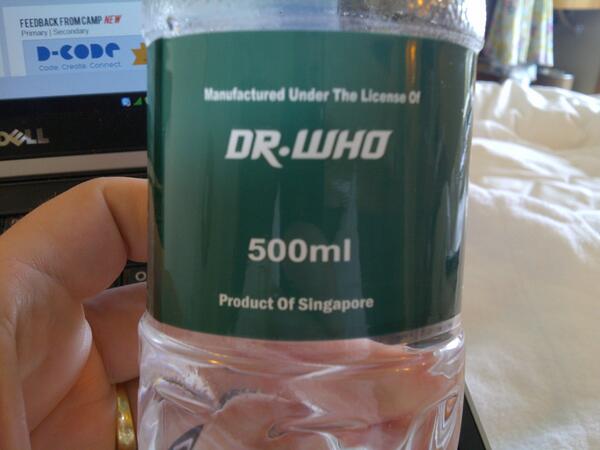 FEEDBACK FROM CAMP NEW
Primary | Secondary
D-CODE
Code. Create. Connect.
DELL
Manufactured Under The License Of
DR.WHO
500ml
Product Of Singapore